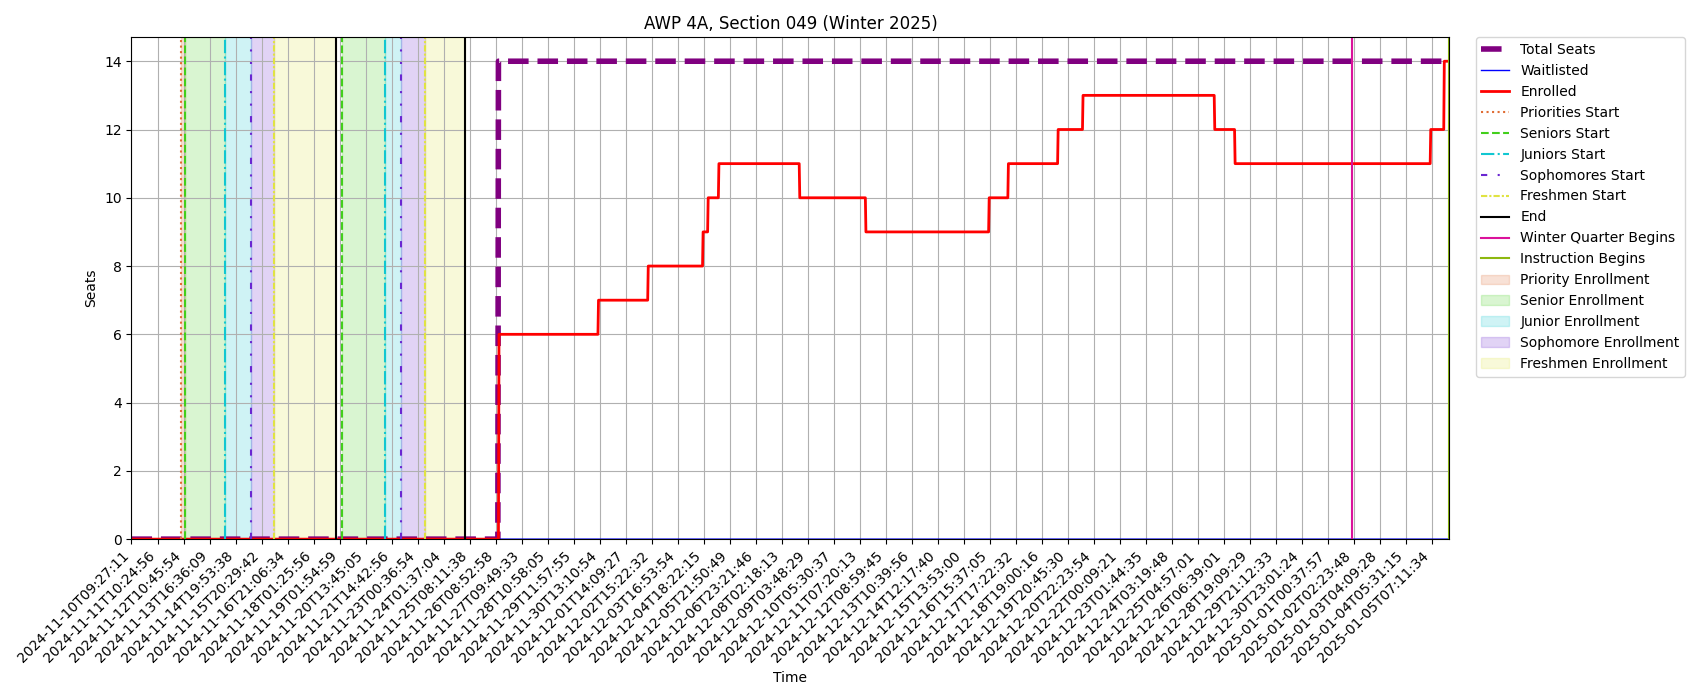 AWP 4A, Section 049 (Winter 2025)
Seats
14
12
10
8
6
4
2
0
2024-11-10T09:27:11
2024-11-11T10:24:56
2024-11-12T10:45:54
2024-11-13T16:36:09
2024-11-14T19:53:38
2024-11-15T20:29:42
2024-11-16T21:06:34
2024-11-18T01:25:56
2024-11-19T01:54:59
2024-11-20T13:45:05
2024-11-21T14:42:56
2024-11-23T00:36:54
2024-11-24T01:37:04
2024-11-25T08:11:38
2024-11-26T08:52:58
2024-11-27T09:49:33
2024-11-28T10:58:05
2024-11-29T11:57:55
2024-11-30T13:10:54
2024-12-01T14:09:27
2024-12-02T15:22:32
2024-12-03T16:53:54
2024-12-04T18:22:15
2024-12-05T21:50:49
2024-12-06T23:21:46
2024-12-08T02:18:13
2024-12-09T03:48:29
2024-12-10T05:30:37
2024-12-11T07:20:13
2024-12-12T08:59:45
2024-12-13T10:39:56
2024-12-14T12:17:40
2024-12-15T13:53:00
2024-12-16T15:37:05
2024-12-17T17:22:32
2024-12-18T19:00:16
2024-12-19T20:45:30
2024-12-20T22:23:54
2024-12-22T00:09:21
2024-12-23T01:44:35
2024-12-24T03:19:48
2024-12-25T04:57:01
2024-12-26T06:39:01
2024-12-28T19:09:29
2024-12-29T21:12:33
2024-12-30T23:01:24
2025-01-01T00:37:57
2025-01-02T02:23:48
2025-01-03T04:09:28
2025-01-04T05:31:15
2025-01-05T07:11:34
Time
Total Seats
Waitlisted
Enrolled
Priorities Start
Seniors Start
Juniors Start
Sophomores Start
Freshmen Start
End
Winter Quarter Begins
Instruction Begins
Priority Enrollment
Senior Enrollment
Junior Enrollment
Sophomore Enrollment
Freshmen Enrollment